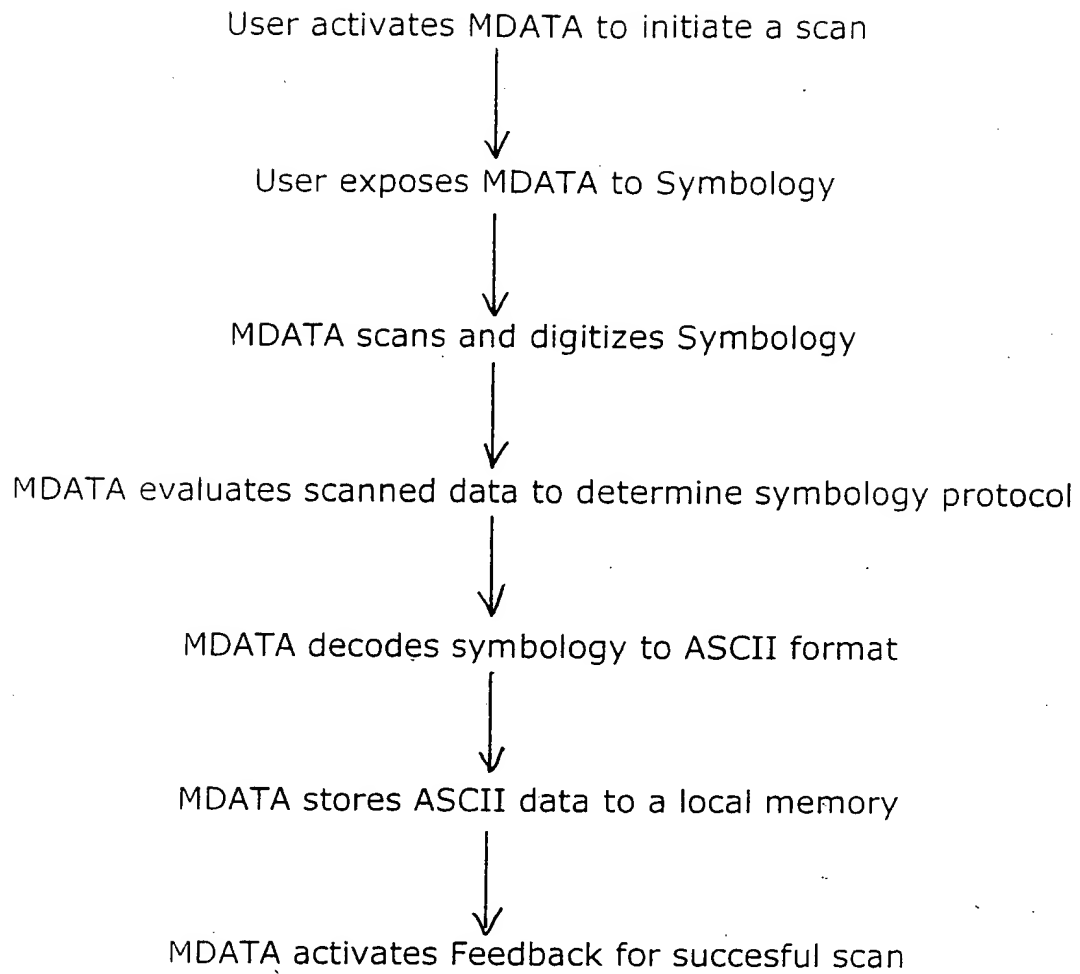 User activates MDATA to initiate a scan
User exposes MDATA to Symbology
MDATA scans and digitizes Symbology
MDATA evaluates scanned data to determine symbology protocol
MDATA decodes symbology to ASCII format
MDATA stores ASCII data to a local memory
MDATA activates Feedback for succesful scan